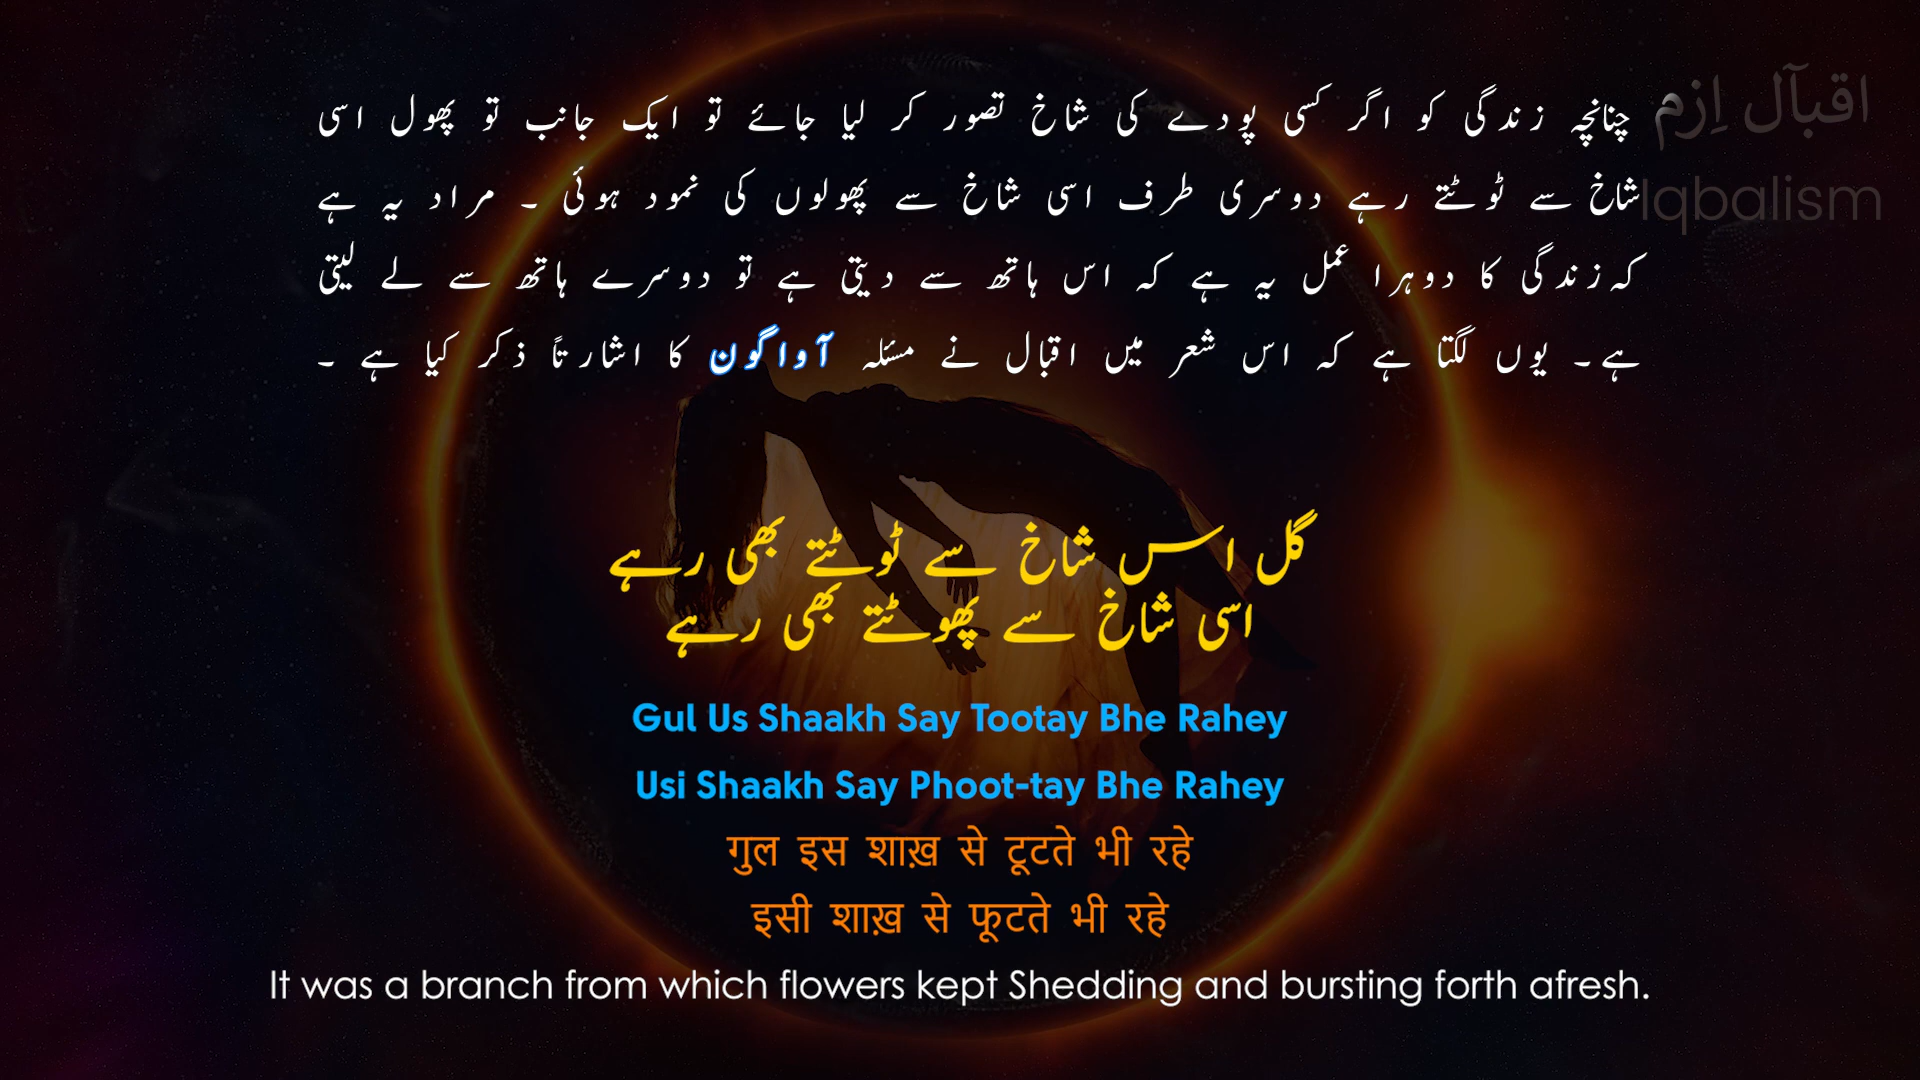 اقبآل اِزم
Iqbalism
چنانچہ زندگی کو اگر کسی پودے کی شاخ تصور کر لیا جائے تو ایک جانب تو پھول اسی
شاخ سے ٹوٹتے رہے دوسری طرف اسی شاخ سے پھولوں کی نمود ہوئی ۔ مراد یہ ہے
کہ زندگی کا دوہرا عمل یہ ہے کہ اس ہاتھ سے دیتی ہے تو دوسرے ہاتھ سے لے لیتی
ہے ۔ یوں لگتا ہے کہ اس شعر میں اقبال نے مسئلہ آواگون کا اشارتاً ذکر کیا ہے ۔
گل اس شاخ سے ٹوٹتے بھی رہے
اسی شاخ سے پھوٹتے بھی رہے
Gul Us Shaakh Say Tootay Bhe Rahey
Usi Shaakh Say Phoot-tay Bhe Rahey
गुल इस शाख़ से टूटते भी रहे
इसी शाख़ से फूटते भी रहे
It was a branch from which flowers kept Shedding and bursting forth afresh.